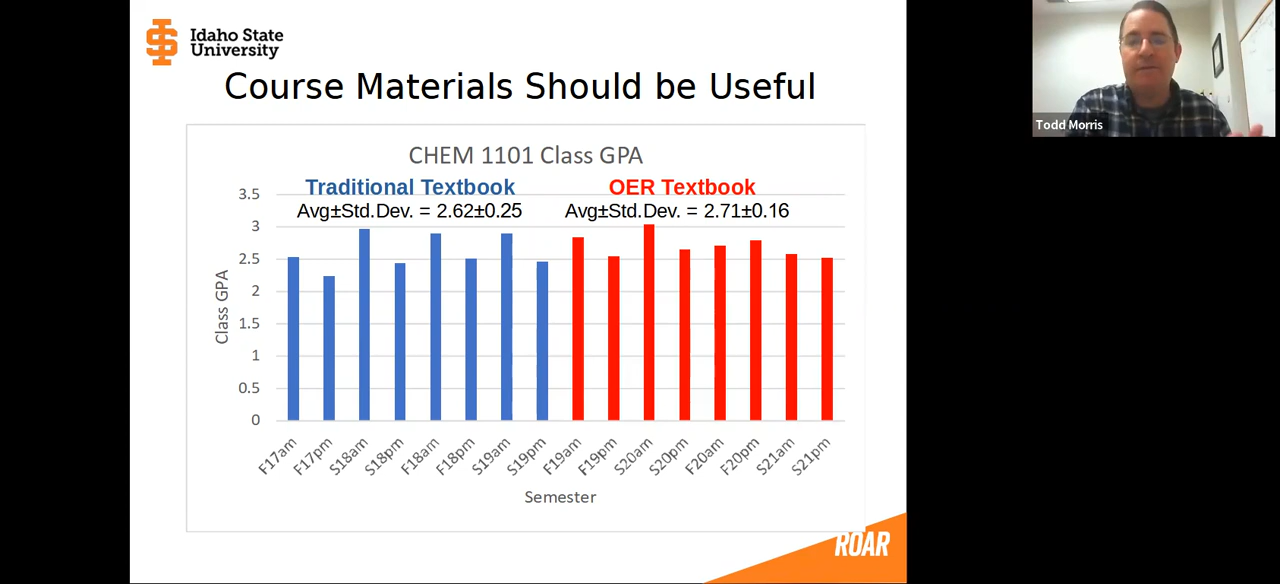 Idaho State
University
Course Materials Should be Useful
Todd Morris
CHEM 1101 Class GPA
Traditional Textbook
OER Textbook
Avg±Std.Dev. = 2.62±0.25
Avg±Std.Dev. = 2.71±0.16
Class GPA
3.5
3
2.5
2
1.5
1
0.5
0
F17am
F17pm
S18am
S18pm
F18am
F18pm
S19am
S19pm
F19am
F19pm
S20am
S20pm
F20am
F20pm
S21am
S21pm
Semester
ROAR